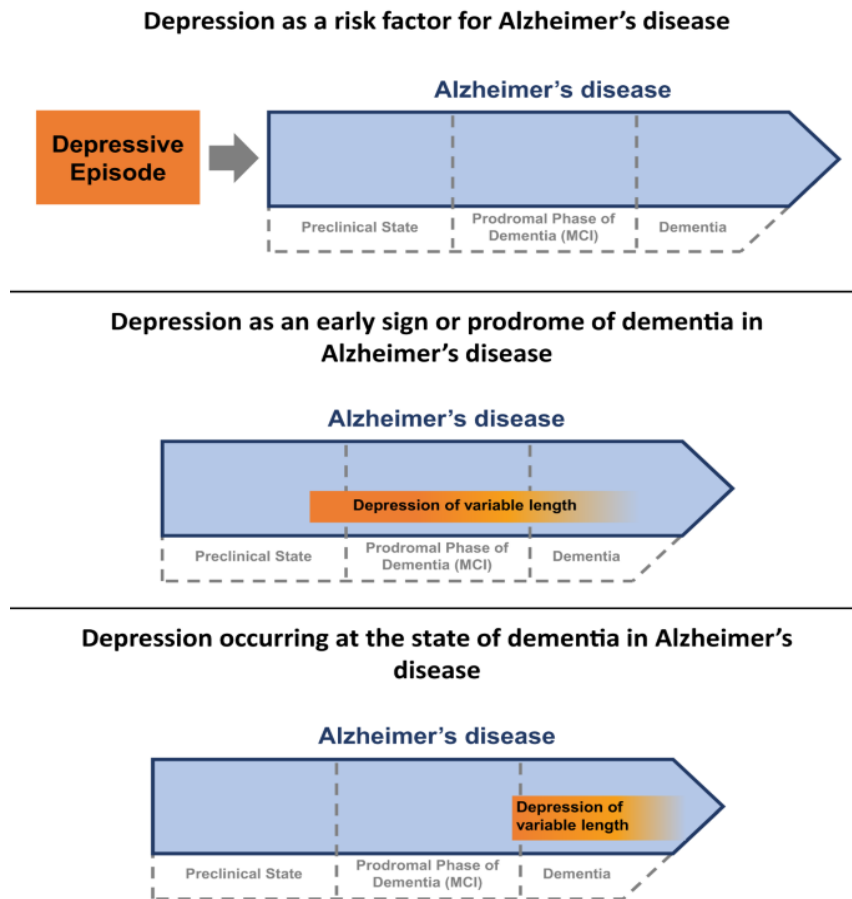 Depression as a risk factor for Alzheimer's disease
Alzheimer's disease
Depressive
Episode
Preclinical State
Prodromal Phase of
Dementia (MCI)
Dementia
Depression as an early sign or prodrome of dementia in
Alzheimer's disease
Alzheimer's disease
Depression of variable length
Preclinical State
Prodromal Phase of
Dementia (MCI)
Dementia
Depression occurring at the state of dementia in Alzheimer's
disease
Alzheimer's disease
Depression of
variable length
Preclinical State
Prodromal Phase of
Dementia (MCI)
Dementia